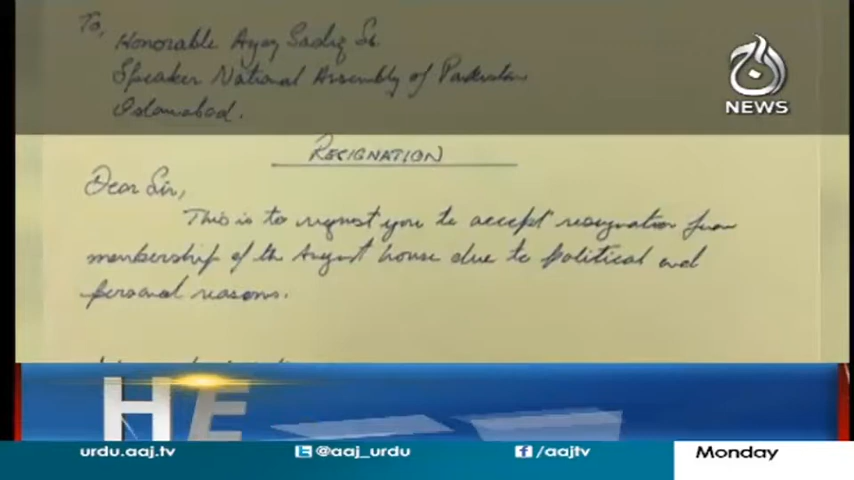 To,
Honorable Ayaz Sadiq Sb
Speaker National Assembly of Pakistan
Islamabad.
آج
NEWS
RESIGNATION
Dear Sir,
This is to request you to accept resignation from
membership of the August house due to political and
personal reasons.
HE
urdu.aaj.tv
@aaj_urdu
f/aajtv
Monday